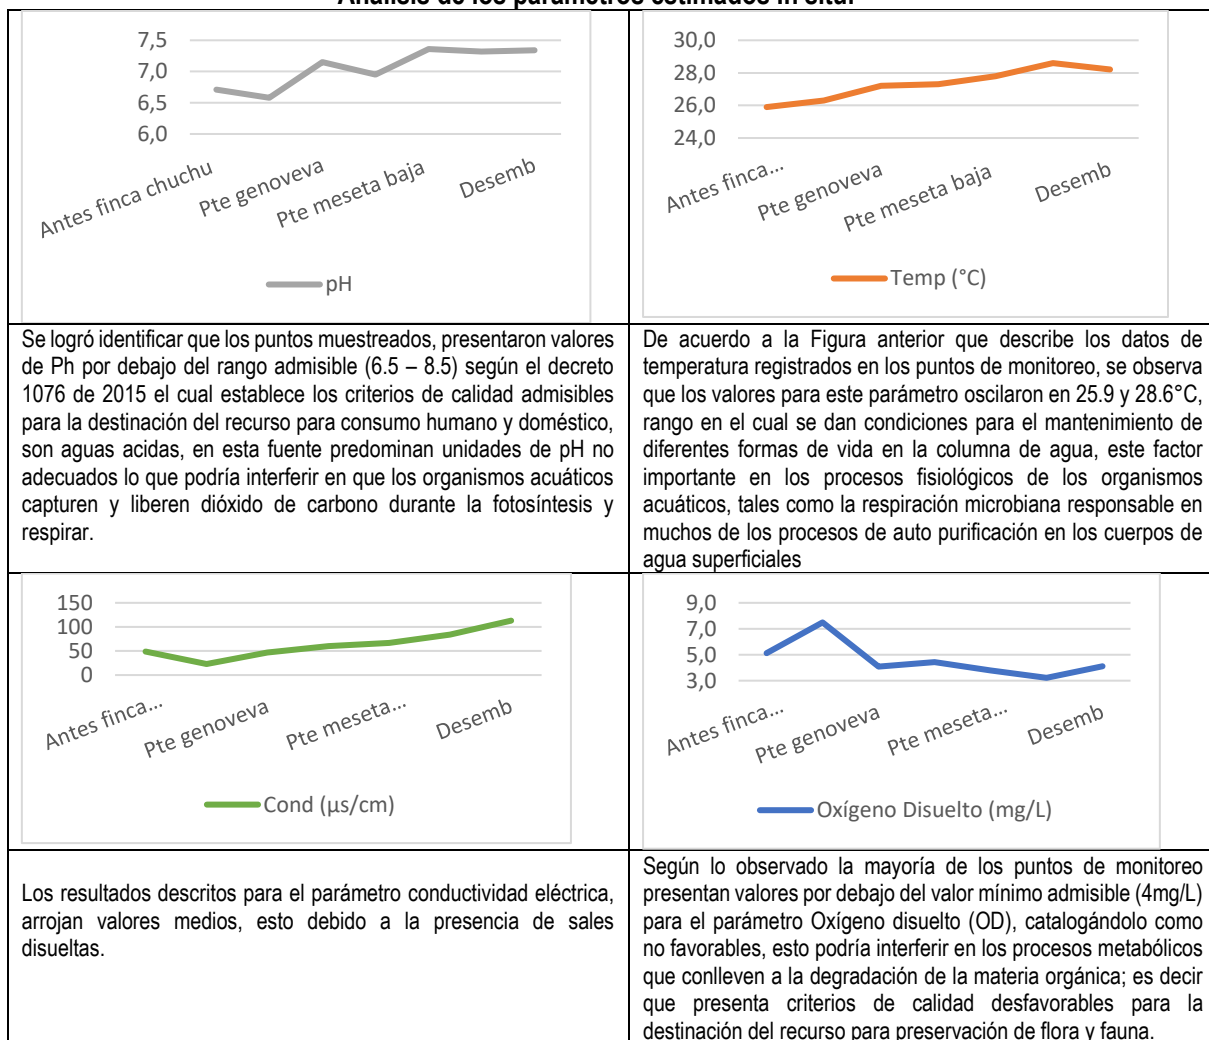 Análisis de los parámetros estimados in situ.
7,5
7,0
6,5
6,0
Antes finca chuchu
Pte genoveva
Pte meseta baja
Desemb
pH
30,0
28,0
26,0
24,0
Antes finca...
Pte genoveva
Pte meseta baja
Desemb
Temp (°C)
Se logró identificar que los puntos muestreados, presentaron valores
de Ph por debajo del rango admisible (6.5 – 8.5) según el decreto
1076 de 2015 el cual establece los criterios de calidad admisibles
para la destinación del recurso para consumo humano y doméstico,
son aguas acidas, en esta fuente predominan unidades de pH no
adecuados lo que podría interferir en que los organismos acuáticos
capturen y liberen dióxido de carbono durante la fotosíntesis y
respirar.
De acuerdo a la Figura anterior que describe los datos de
temperatura registrados en los puntos de monitoreo, se observa
que los valores para este parámetro oscilaron en 25.9 y 28.6°C,
rango en el cual se dan condiciones para el mantenimiento de
diferentes formas de vida en la columna de agua, este factor
importante en los procesos fisiológicos de los organismos
acuáticos, tales como la respiración microbiana responsable en
muchos de los procesos de auto purificación en los cuerpos de
agua superficiales
150
100
50
0
Antes finca...
Pte genoveva
Pte meseta...
Desemb
Cond (µs/cm)
9,0
7,0
5,0
3,0
Antes finca...
Pte genoveva
Pte meseta...
Desemb
Oxígeno Disuelto (mg/L)
Los resultados descritos para el parámetro conductividad eléctrica,
arrojan valores medios, esto debido a la presencia de sales
disueltas.
Según lo observado la mayoría de los puntos de monitoreo
presentan valores por debajo del valor mínimo admisible (4mg/L)
para el parámetro Oxígeno disuelto (OD), catalogándolo como
no favorables, esto podría interferir en los procesos metabólicos
que conlleven a la degradación de la materia orgánica; es decir
que presenta criterios de calidad desfavorables para la
destinación del recurso para preservación de flora y fauna.